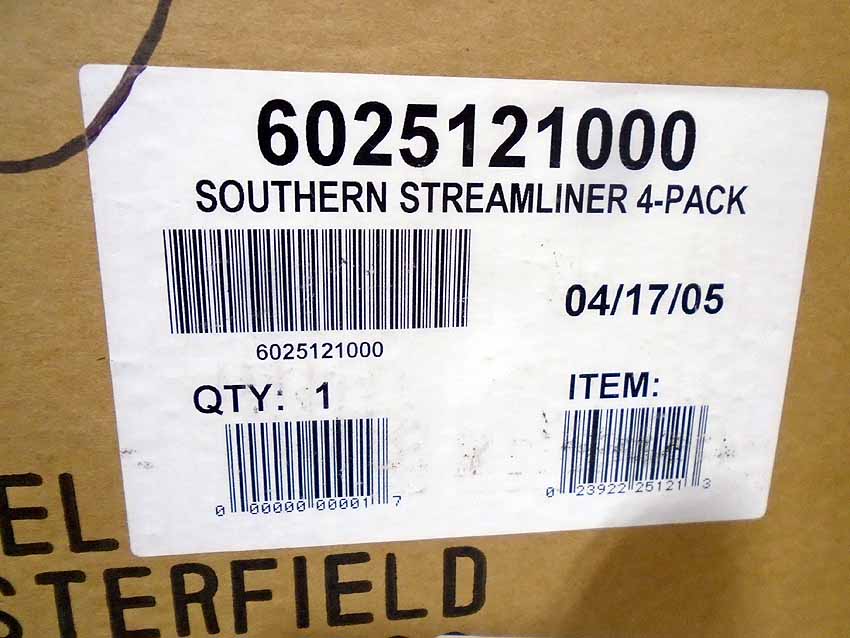 6025121000
SOUTHERN STREAMLINER 4-PACK
6025121000
04/17/05
QTY: 1
ITEM:
0 00000 00001 7
0 23922 25121 3
EL
STERFIELD